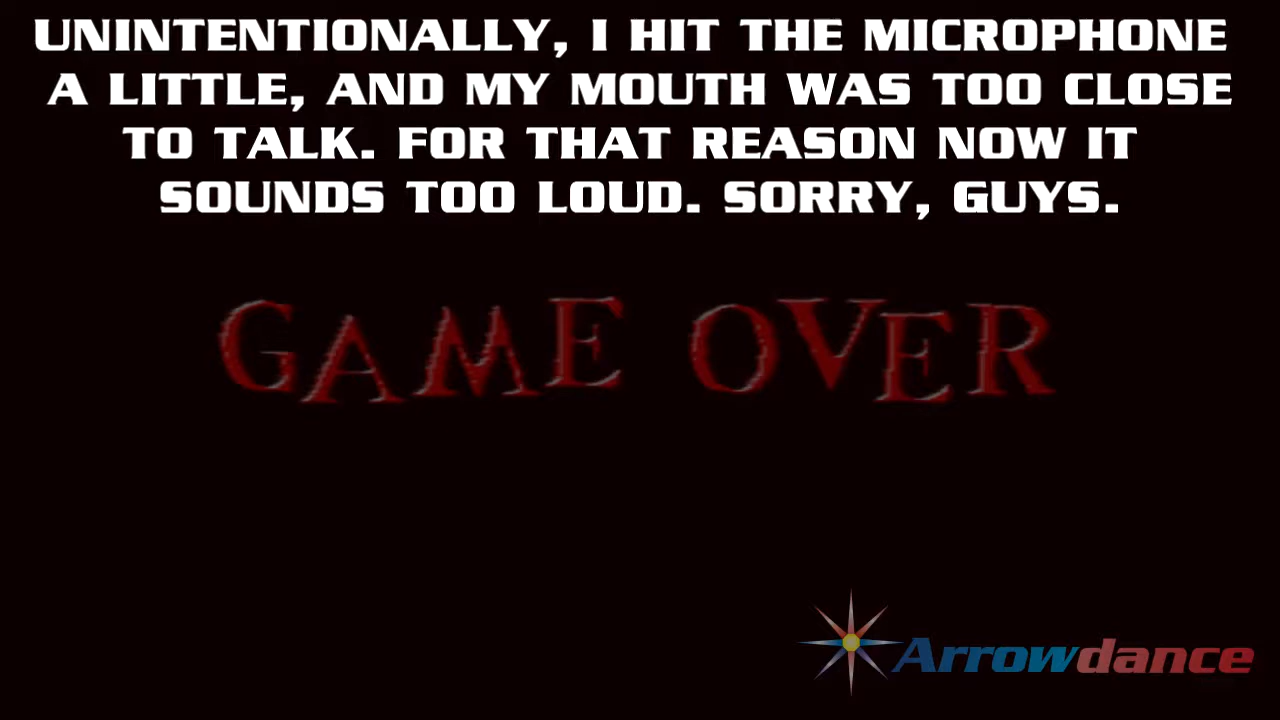 UNINTENTIONALLY, I HIT THE MICROPHONE
A LITTLE, AND MY MOUTH WAS TOO CLOSE
TO TALK. FOR THAT REASON NOW IT
SOUNDS TOO LOUD. SORRY, GUYS.
GAME OVER
Arrowdance